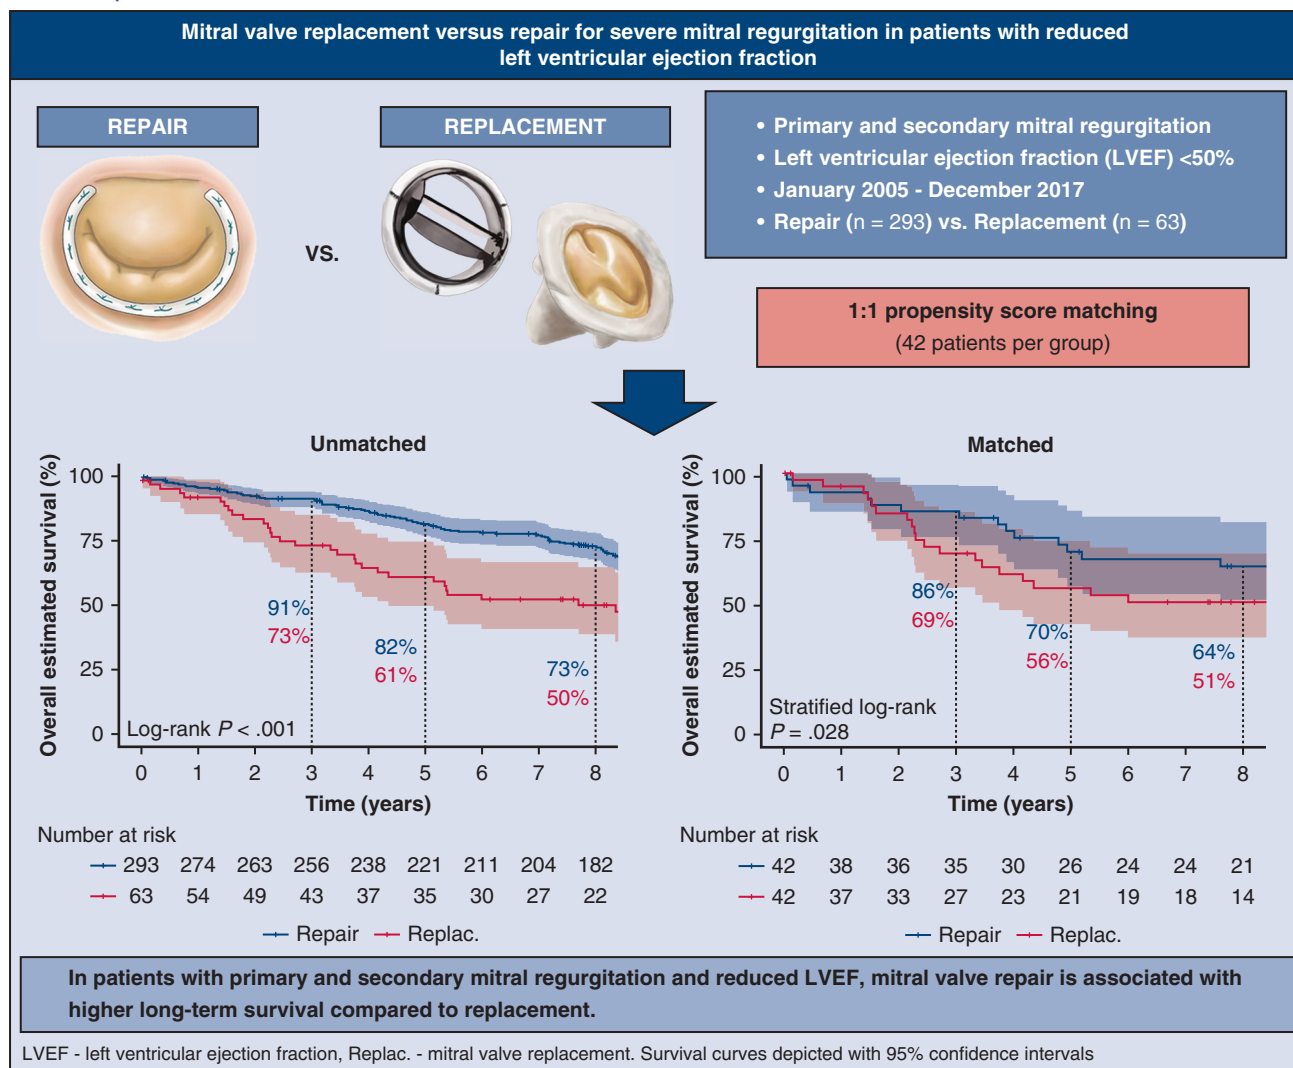 Mitral valve replacement versus repair for severe mitral regurgitation in patients with reduced
left ventricular ejection fraction
REPAIR
VS.
REPLACEMENT
• Primary and secondary mitral regurgitation
• Left ventricular ejection fraction (LVEF) <50%
• January 2005 - December 2017
• Repair (n = 293) vs. Replacement (n = 63)
1:1 propensity score matching
(42 patients per group)
Unmatched
Overall estimated survival (%)
100
75
50
25
0
91%
73%
82%
61%
73%
50%
Log-rank P < .001
0 1 2 3 4 5 6 7 8
Time (years)
Number at risk
293 274 263 256 238 221 211 204 182
63 54 49 43 37 35 30 27 22
Repair Replac.
Matched
Overall estimated survival (%)
100
75
50
25
0
86%
69%
70%
56%
64%
51%
Stratified log-rank
P = .028
0 1 2 3 4 5 6 7 8
Time (years)
Number at risk
42 38 36 35 30 26 24 24 21
42 37 33 27 23 21 19 18 14
Repair Replac.
In patients with primary and secondary mitral regurgitation and reduced LVEF, mitral valve repair is associated with
higher long-term survival compared to replacement.
LVEF - left ventricular ejection fraction, Replac. - mitral valve replacement. Survival curves depicted with 95% confidence intervals